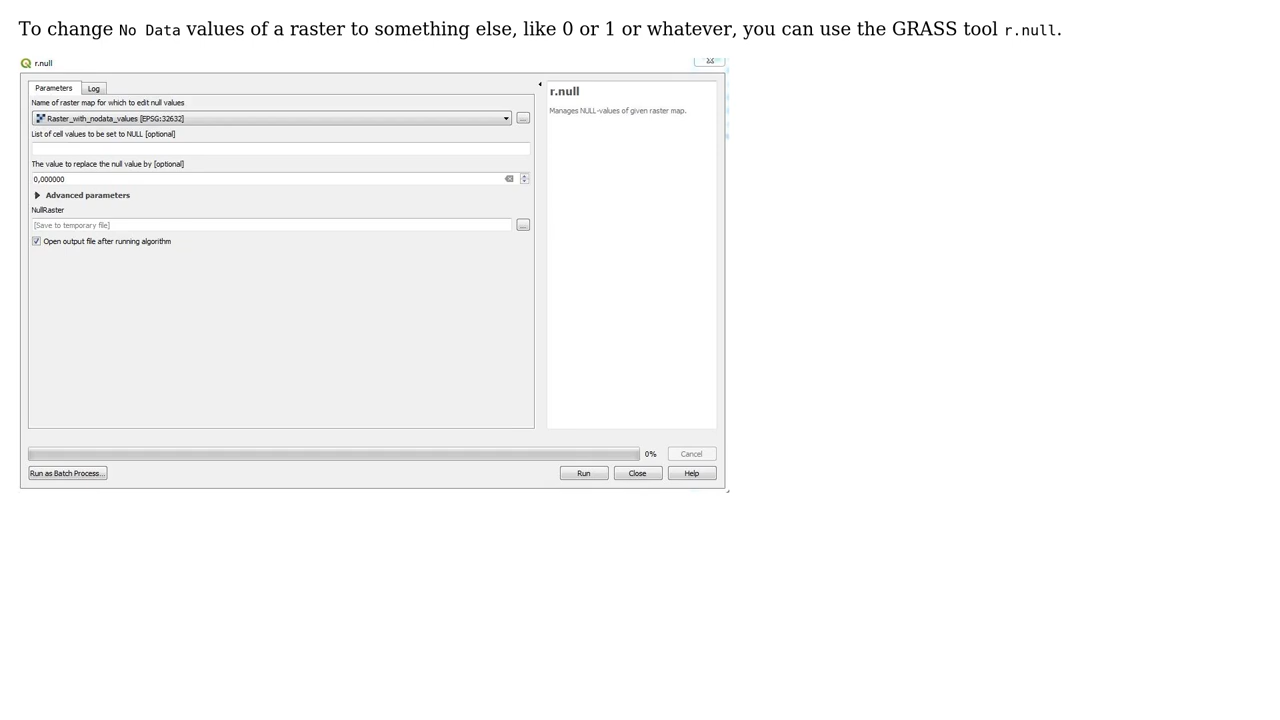 To change No Data values of a raster to something else, like 0 or 1 or whatever, you can use the GRASS tool r.null.
r.null
Parameters
Log
Name of raster map for which to edit null values
Raster_with_nodata_values [EPSG:32632]
...
List of cell values to be set to NULL [optional]
The value to replace the null value by [optional]
0,000000
Advanced parameters
NullRaster
[Save to temporary file]
...
Open output file after running algorithm
r.null
Manages NULL-values of given raster map.
0%
Cancel
Run as Batch Process...
Run
Close
Help